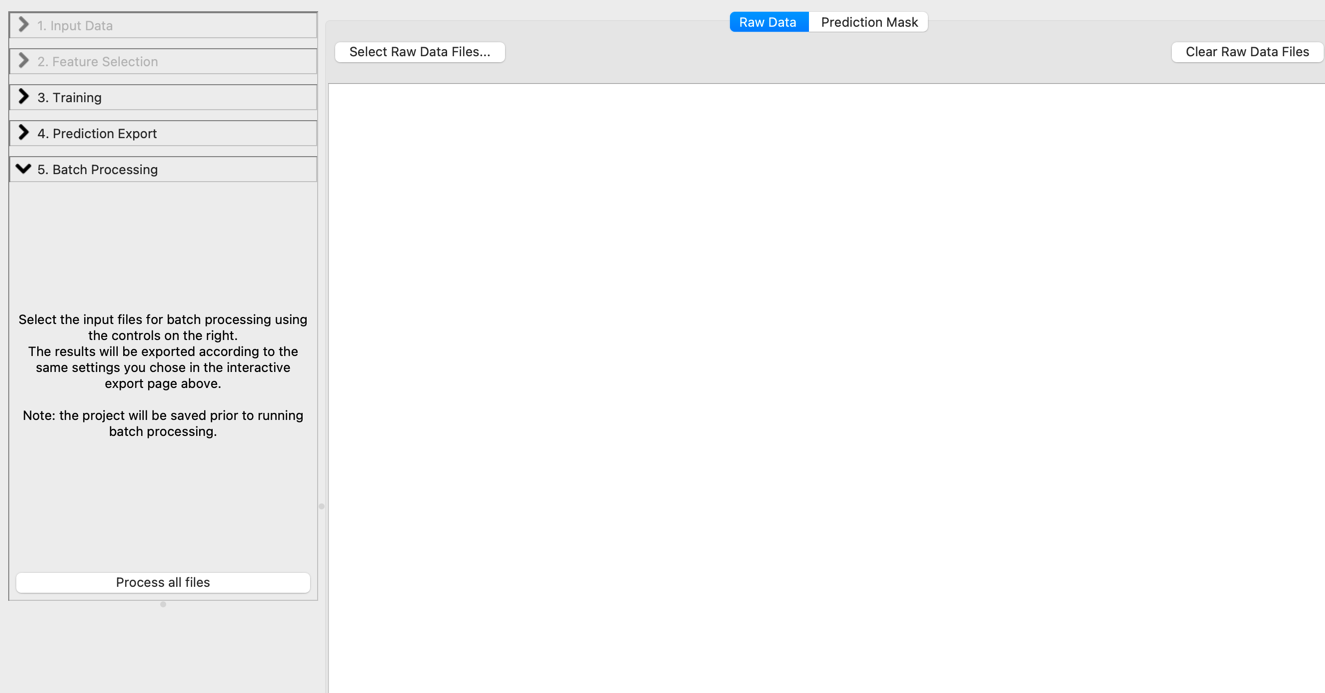 1. Input Data
2. Feature Selection
3. Training
4. Prediction Export
5. Batch Processing
Select the input files for batch processing using
the controls on the right.
The results will be exported according to the
same settings you chose in the interactive
export page above.
Note: the project will be saved prior to running
batch processing.
Process all files
Raw Data
Prediction Mask
Select Raw Data Files...
Clear Raw Data Files